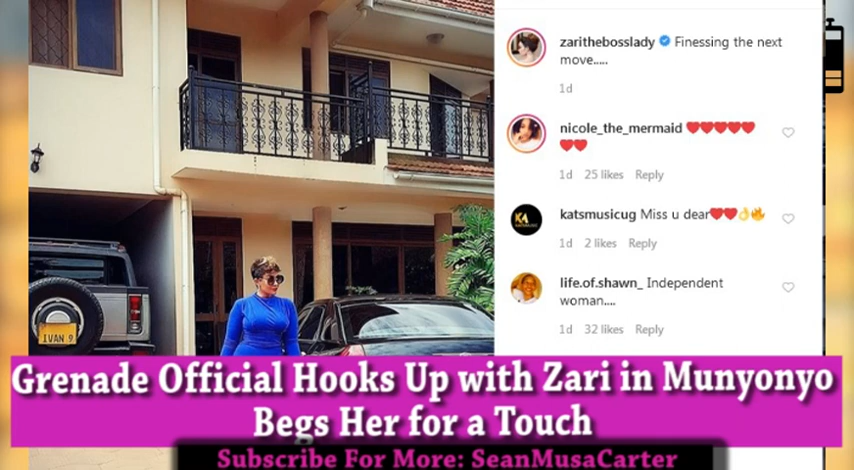 zarithebosslady Finessing the next
move.....
1d
nicole_the_mermaid ❤❤❤❤❤
❤❤
1d 25 likes Reply
KA
katsmusicug Miss u dear❤❤👌🔥
1d 2 likes Reply
life.of.shawn_ Independent
woman....
1d 32 likes Reply
IVAN 9
Grenade Official Hooks Up with Zari in Munyonyo
Begs Her for a Touch
Subscribe For More: SeanMusaCarter